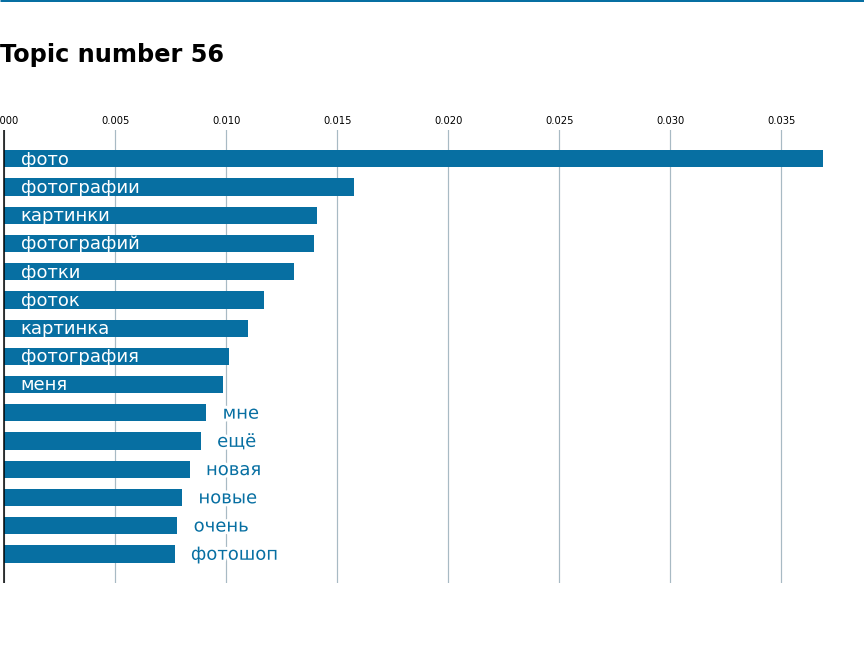 Topic number 56
000 0.005 0.010 0.015 0.020 0.025 0.030 0.035
фото
фотографии
картинки
фотографий
фотки
фоток
картинка
фотография
меня
мне
ещё
новая
новые
очень
фотошоп